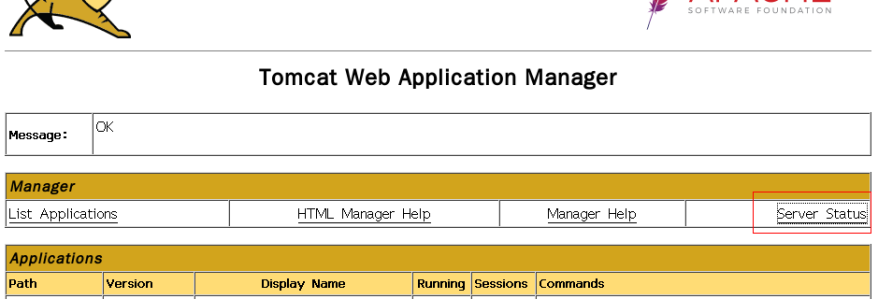 SOFTWARE FOUNDATION
Tomcat Web Application Manager
Message: OK
Manager
List Applications HTML Manager Help Manager Help Server Status
Applications
Path Version Display Name Running Sessions Commands